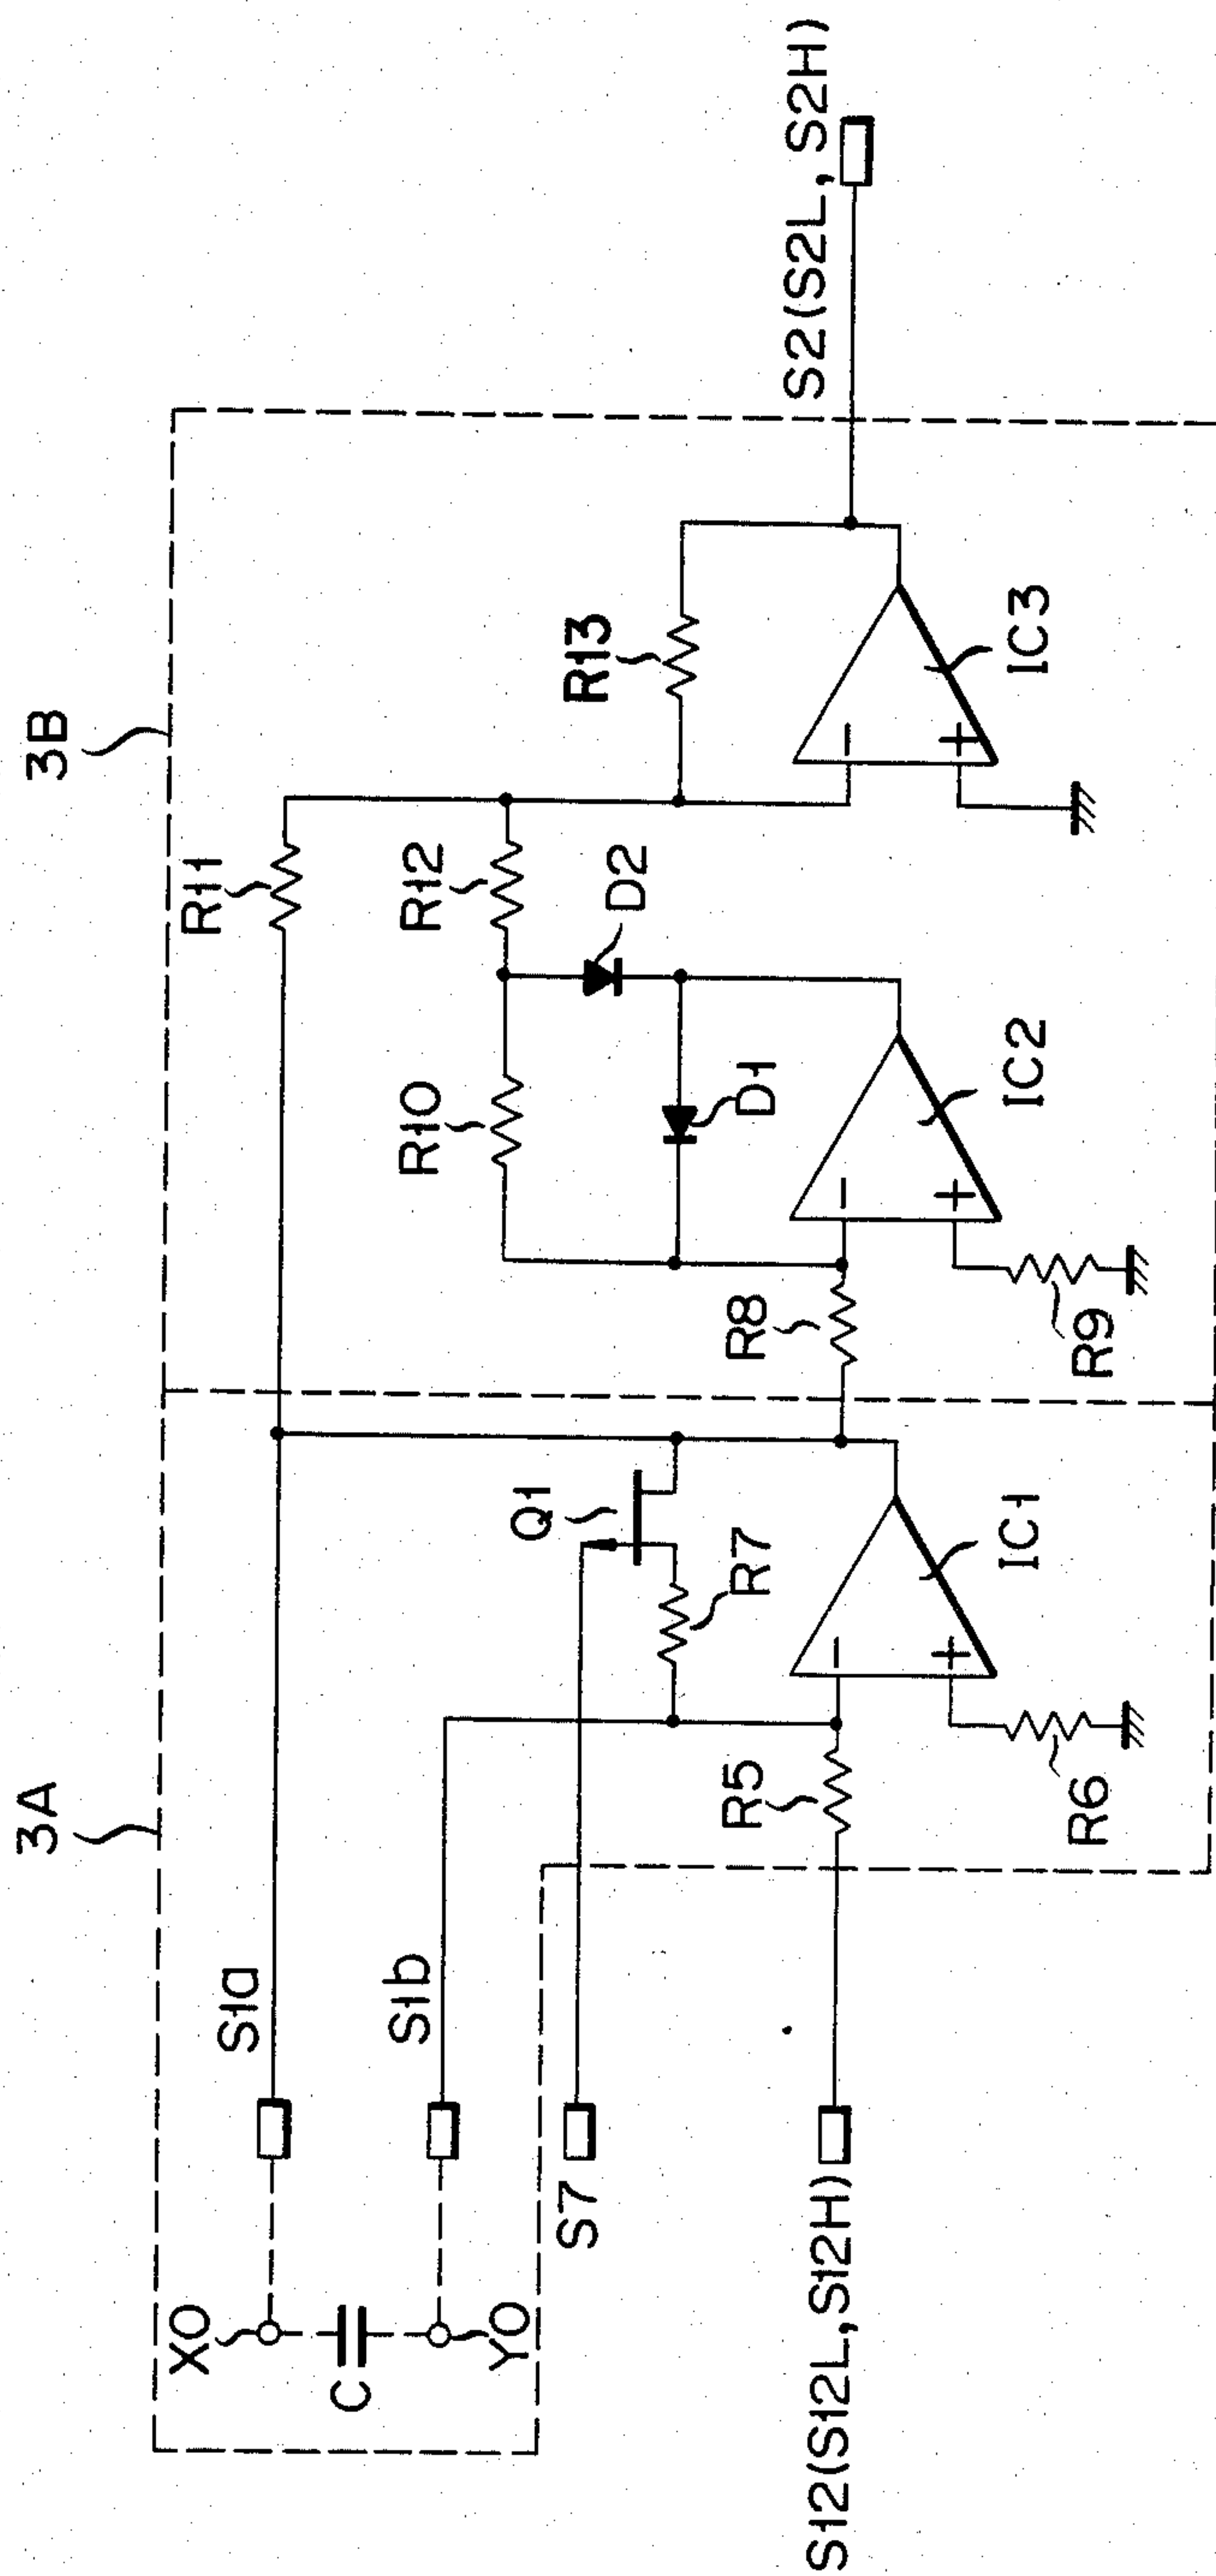 3A
3B
X0
C
Y0
S1a
S1b
S7
S12(S12L,S12H)
R5
R6
R7
Q1
−
+
IC1
R8
R9
R10
D1
D2
−
+
IC2
R11
R12
R13
−
+
IC3
S2(S2L,S2H)